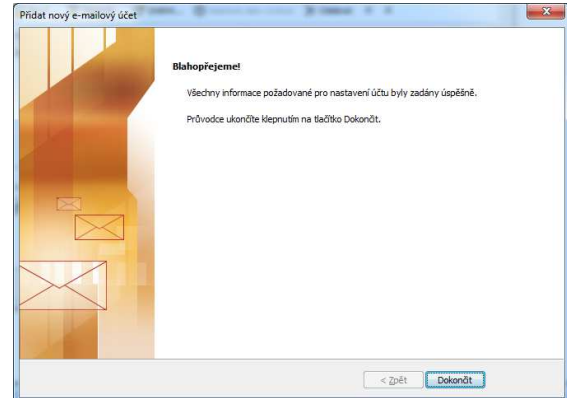 Přidat nový e-mailový účet
Blahopřejeme!
Všechny informace požadované pro nastavení účtu byly zadány úspěšně.
Průvodce ukončíte klepnutím na tlačítko Dokončit.
< Zpět Dokončit